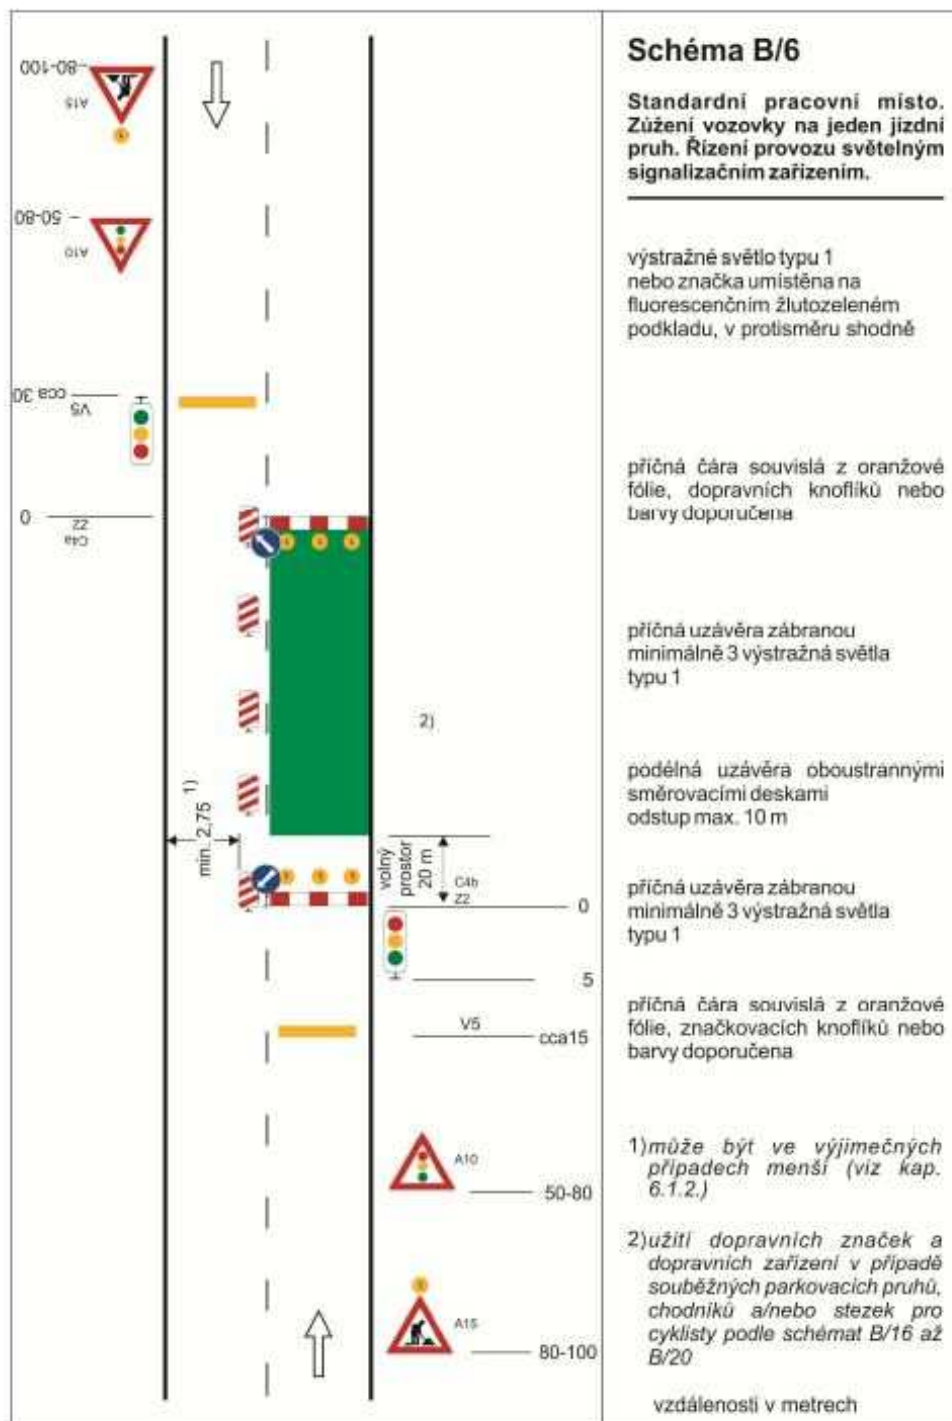 Schéma B/6
Standardní pracovní místo.
Zúžení vozovky na jeden jízdní
pruh. Řízení provozu světelným
signalizačním zařízením.
výstražné světlo typu 1
nebo značka umístěna na
fluorescenčním žlutozeleném
podkladu, v protisměru shodně
příčná čára souvislá z oranžové
fólie, dopravních knoflíků nebo
barvy doporučena
příčná uzávěra zábranou
minimálně 3 výstražná světla
typu 1
podélná uzávěra oboustrannými
směrovacími deskami
odstup max. 10 m
příčná uzávěra zábranou
minimálně 3 výstražná světla
typu 1
příčná čára souvislá z oranžové
fólie, značkovacích knoflíků nebo
barvy doporučena
1) může být ve výjimečných
případech menší (viz kap.
6.1.2.)
2) užití dopravních značek a
dopravních zařízení v případě
souběžných parkovacích pruhů,
chodníků a/nebo stezek pro
cyklisty podle schémat B/16 až
B/20
vzdálenosti v metrech
80-100
A15
50-80
A10
cca 30
V5
0
Z2
C4a
2)
min. 2,75 1)
volný
prostor
20 m
C4b
Z2
0
5
V5
cca15
A10
50-80
A15
80-100